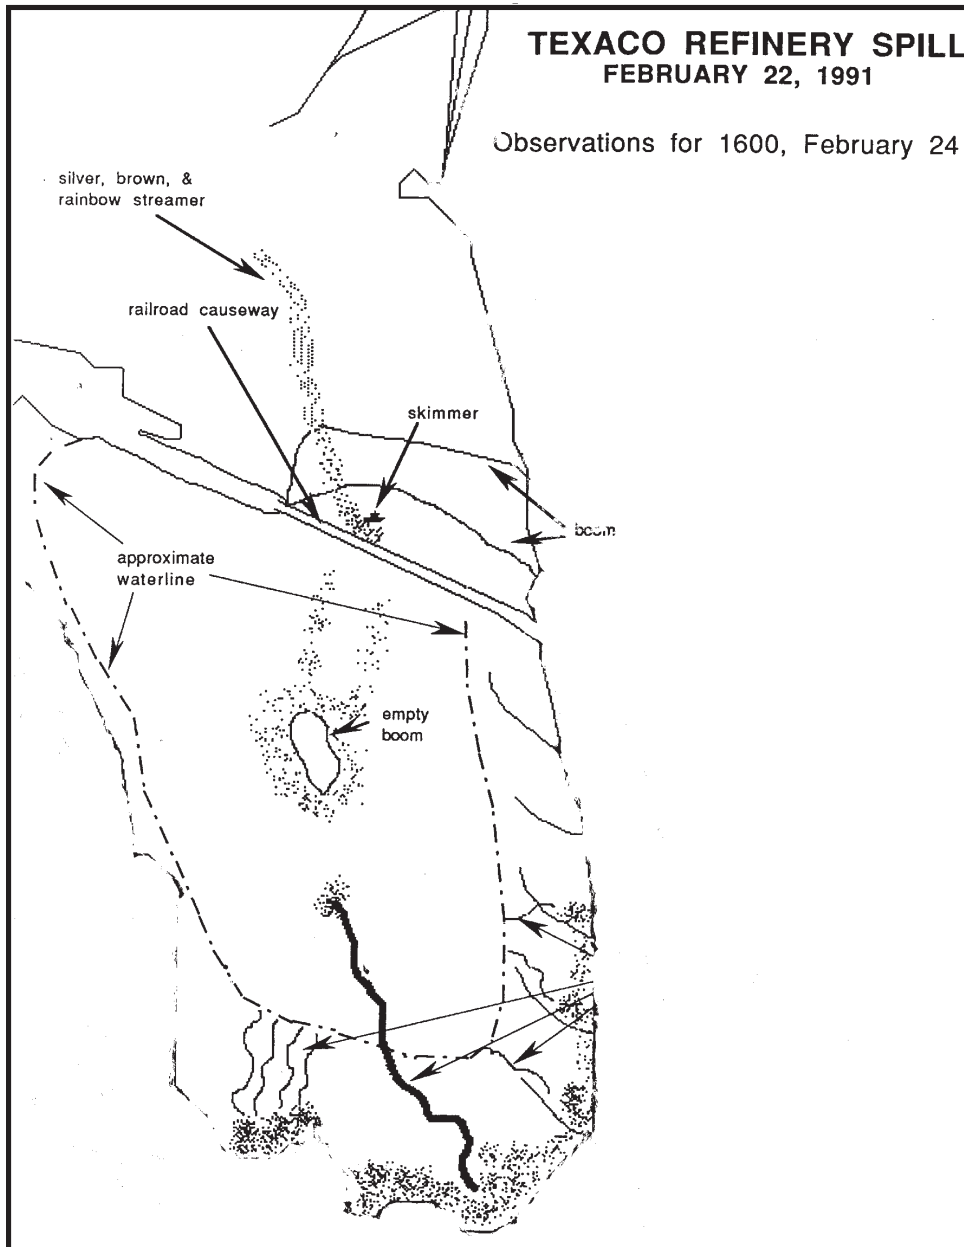 TEXACO REFINERY SPILL
FEBRUARY 22, 1991
Observations for 1600, February 24
silver, brown, &
rainbow streamer
railroad causeway
skimmer
boom
approximate
waterline
empty
boom